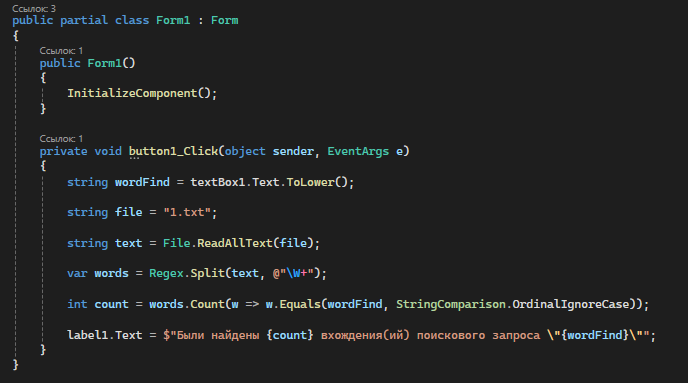 Ссылок: 3
public partial class Form1 : Form
{
Ссылок: 1
public Form1()
{
InitializeComponent();
}
Ссылок: 1
private void button1_Click(object sender, EventArgs e)
{
string wordFind = textBox1.Text.ToLower();
string file = "1.txt";
string text = File.ReadAllText(file);
var words = Regex.Split(text, @"\W+");
int count = words.Count(w => w.Equals(wordFind, StringComparison.OrdinalIgnoreCase));
label1.Text = $"Были найдены {count} вхождения(ий) поискового запроса \"{wordFind}\"";
}
}